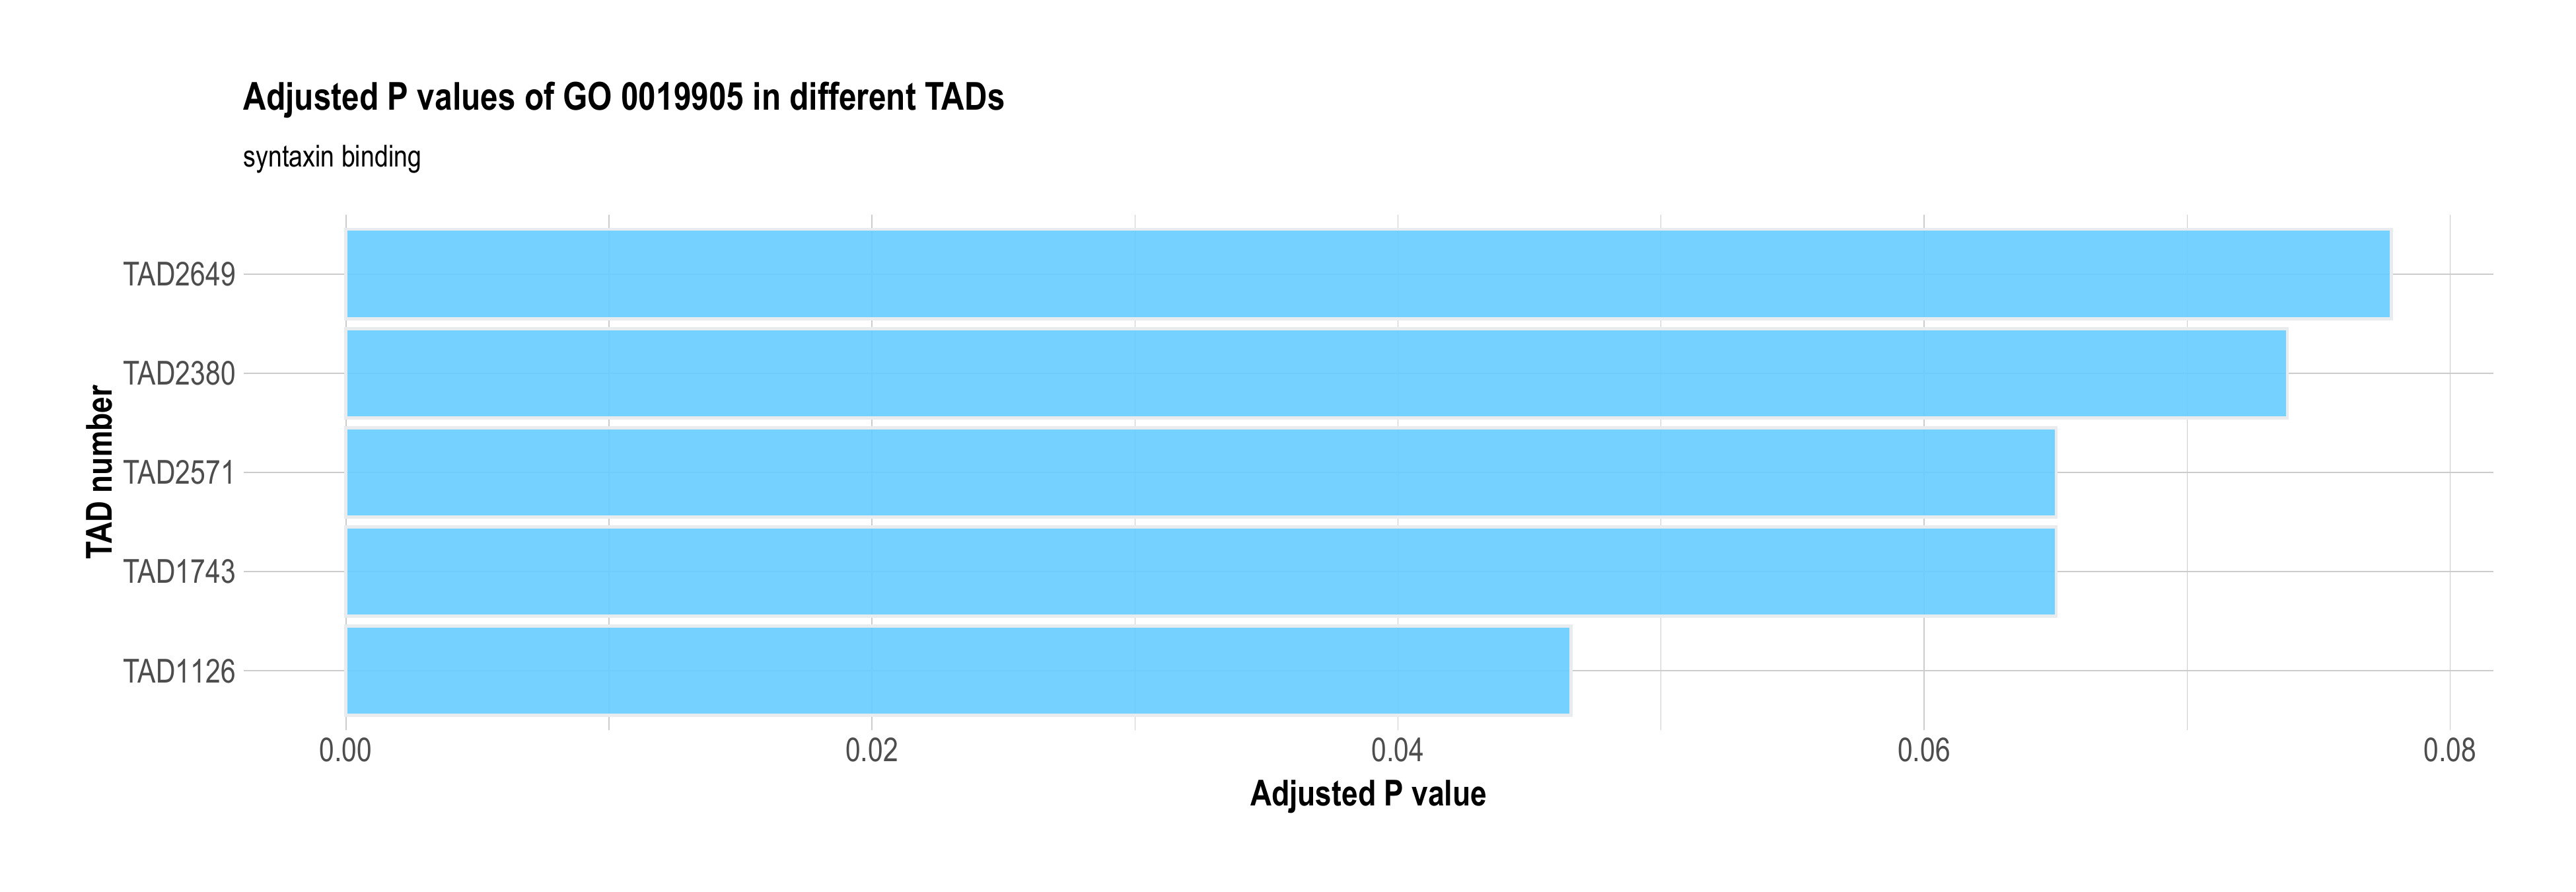 Adjusted P values of GO 0019905 in different TADs
syntaxin binding
TAD number
TAD2649
TAD2380
TAD2571
TAD1743
TAD1126
0.00 0.02 0.04 0.06 0.08
Adjusted P value